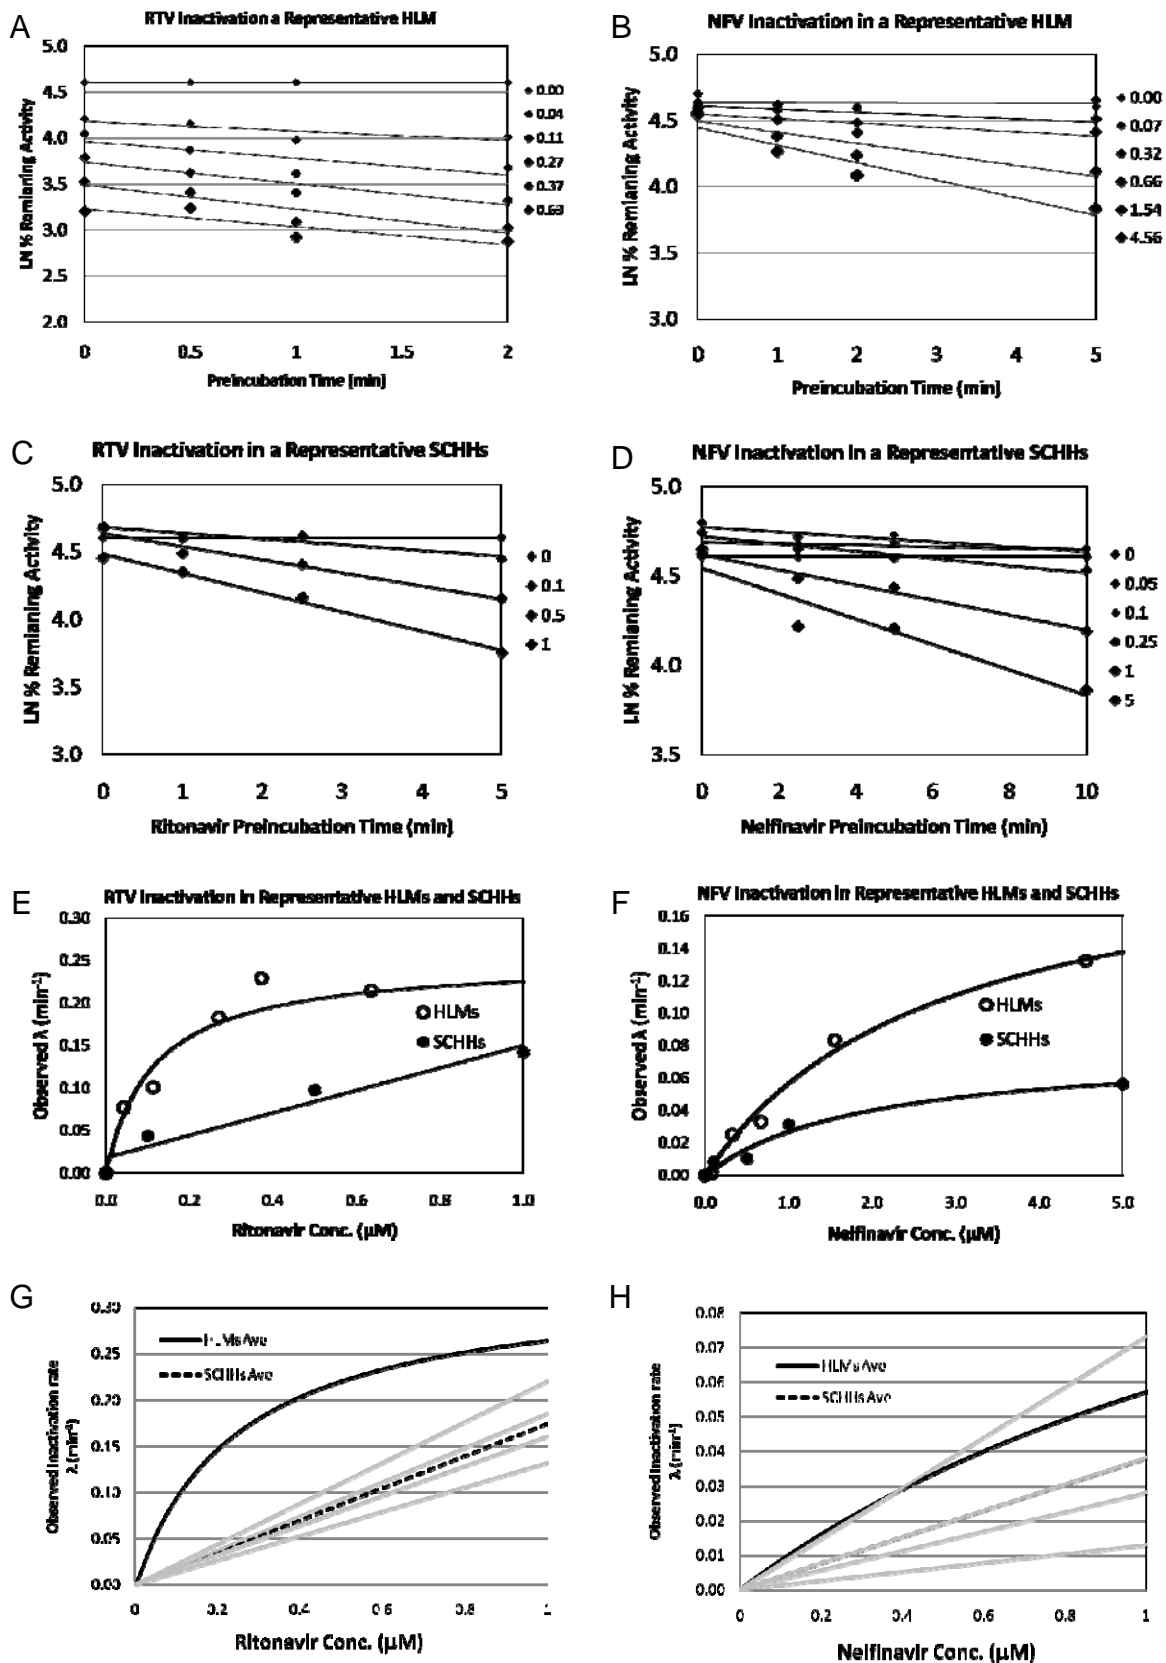 A
RTV Inactivation a Representative HLM
LN % Remianing Activity
5.0
4.5
4.0
3.5
3.0
2.5
2.0
0 0.5 1 1.5 2
Preincubation Time (min)
0.00
0.04
0.11
0.27
0.37
0.63
B
NFV Inactivation in a Representative HLM
LN % Remianing Activity
5.0
4.5
4.0
3.5
3.0
0 1 2 3 4 5
Preincubation Time (min)
0.00
0.07
0.32
0.66
1.54
4.56
C
RTV Inactivation in a Representative SCHHs
LN % Remianing Activity
5.0
4.5
4.0
3.5
3.0
0 1 2 3 4 5
Ritonavir Preincubation Time (min)
0
0.1
0.5
1
D
NFV Inactivation in a Representative SCHHs
LN % Remianing Activity
5.0
4.5
4.0
3.5
0 2 4 6 8 10
Nelfinavir Preincubation Time (min)
0
0.05
0.1
0.25
1
5
E
RTV Inactivation in Representative HLMs and SCHHs
Observed λ (min⁻¹)
0.30
0.25
0.20
0.15
0.10
0.05
0.00
0.0 0.2 0.4 0.6 0.8 1.0
Ritonavir Conc. (μM)
HLMs
SCHHs
F
NFV Inactivation in Representative HLMs and SCHHs
Observed λ (min⁻¹)
0.16
0.14
0.12
0.10
0.08
0.06
0.04
0.02
0.00
0.0 1.0 2.0 3.0 4.0 5.0
Nelfinavir Conc. (μM)
HLMs
SCHHs
G
Observed Inactivation rate
λ (min⁻¹)
0.30
0.25
0.20
0.15
0.10
0.05
0.00
0 0.2 0.4 0.6 0.8 1
Ritonavir Conc. (μM)
HLMs Ave
SCHHs Ave
H
Observed Inactivation rate
λ (min⁻¹)
0.08
0.07
0.06
0.05
0.04
0.03
0.02
0.01
0.00
0 0.2 0.4 0.6 0.8 1
Nelfinavir Conc. (μM)
HLMs Ave
SCHHs Ave